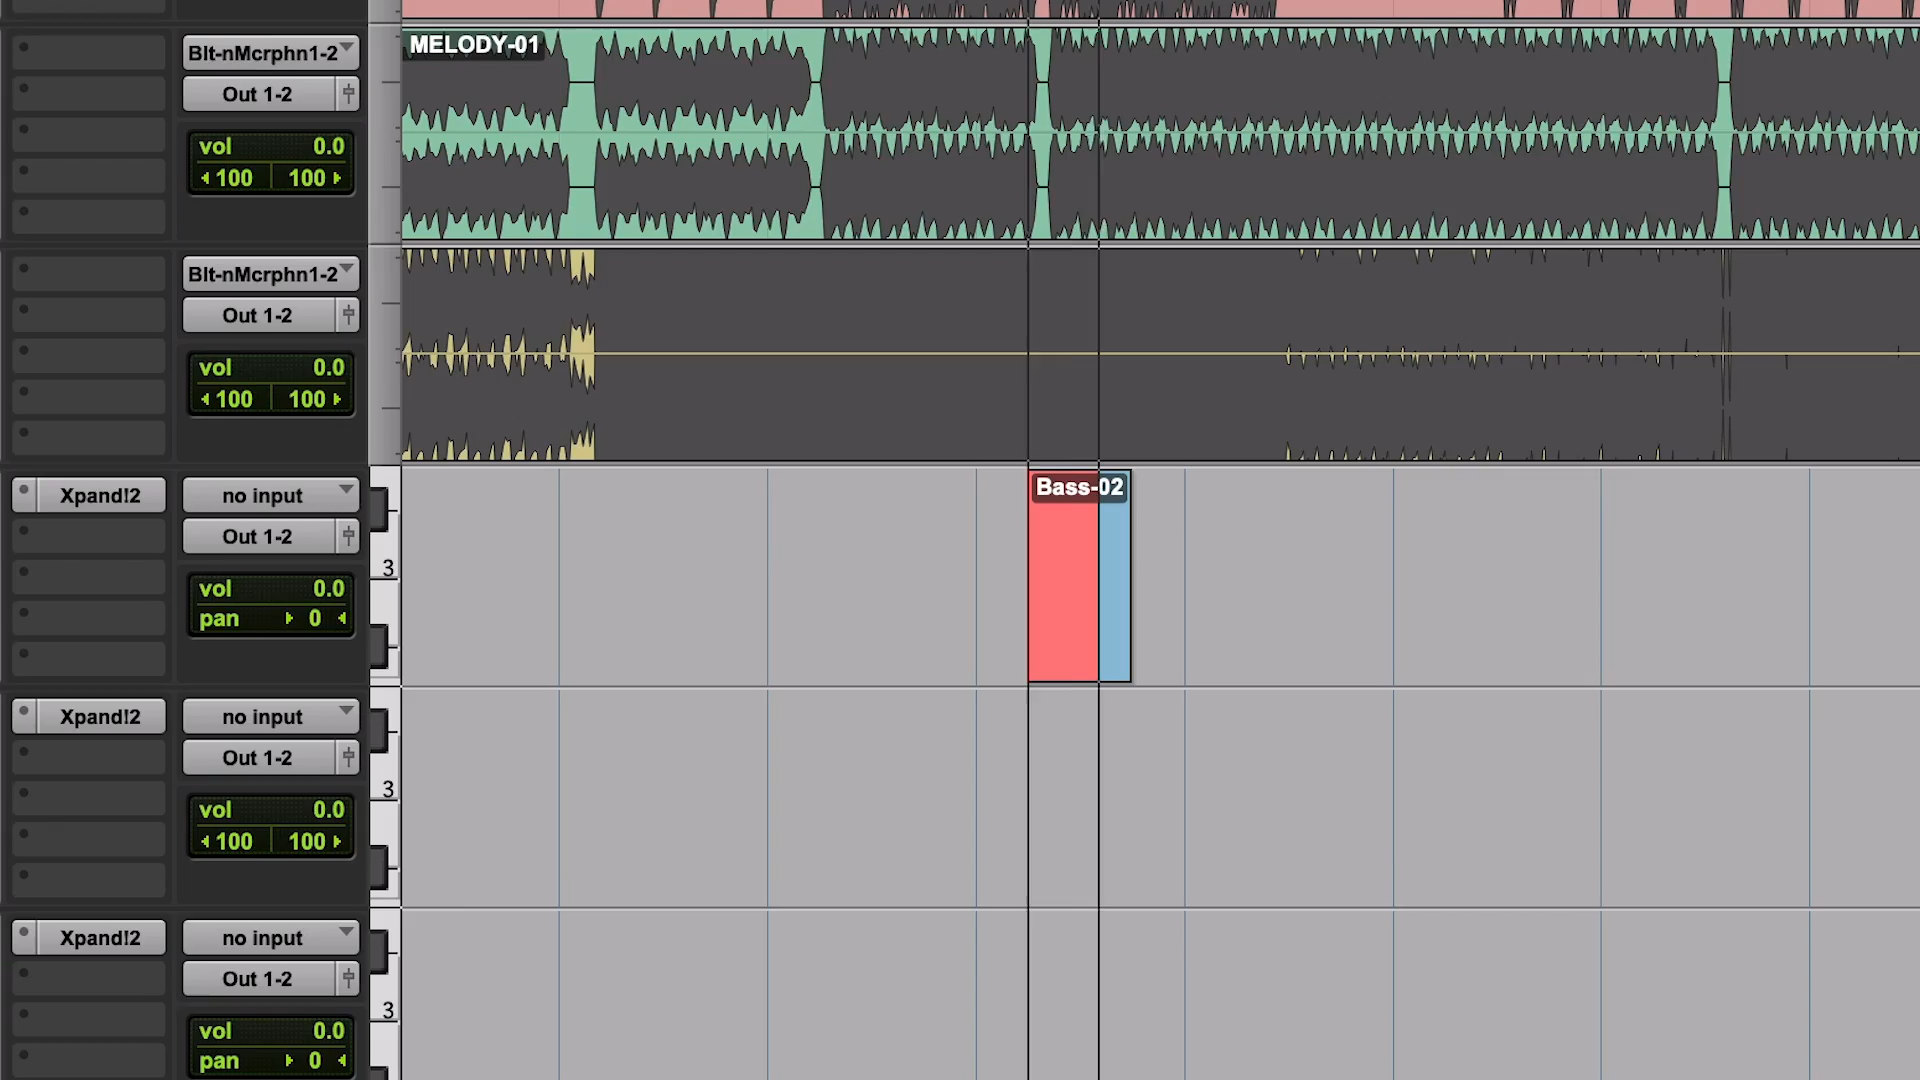 Blt-nMcrphn1-2
MELODY-01
Out 1-2
vol 0.0
100 100
Blt-nMcrphn1-2
Out 1-2
vol 0.0
100 100
Xpand!2 no input
Bass-02
Out 1-2
3
vol 0.0
pan 0
Xpand!2 no input
Out 1-2
3
vol 0.0
100 100
Xpand!2 no input
Out 1-2
3
vol 0.0
pan 0